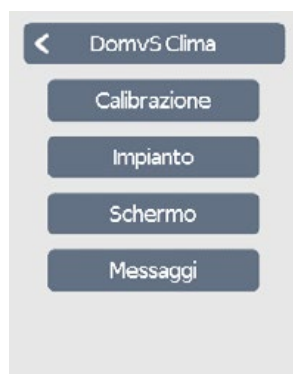 DomvS Clima
Calibrazione
Impianto
Schermo
Messaggi